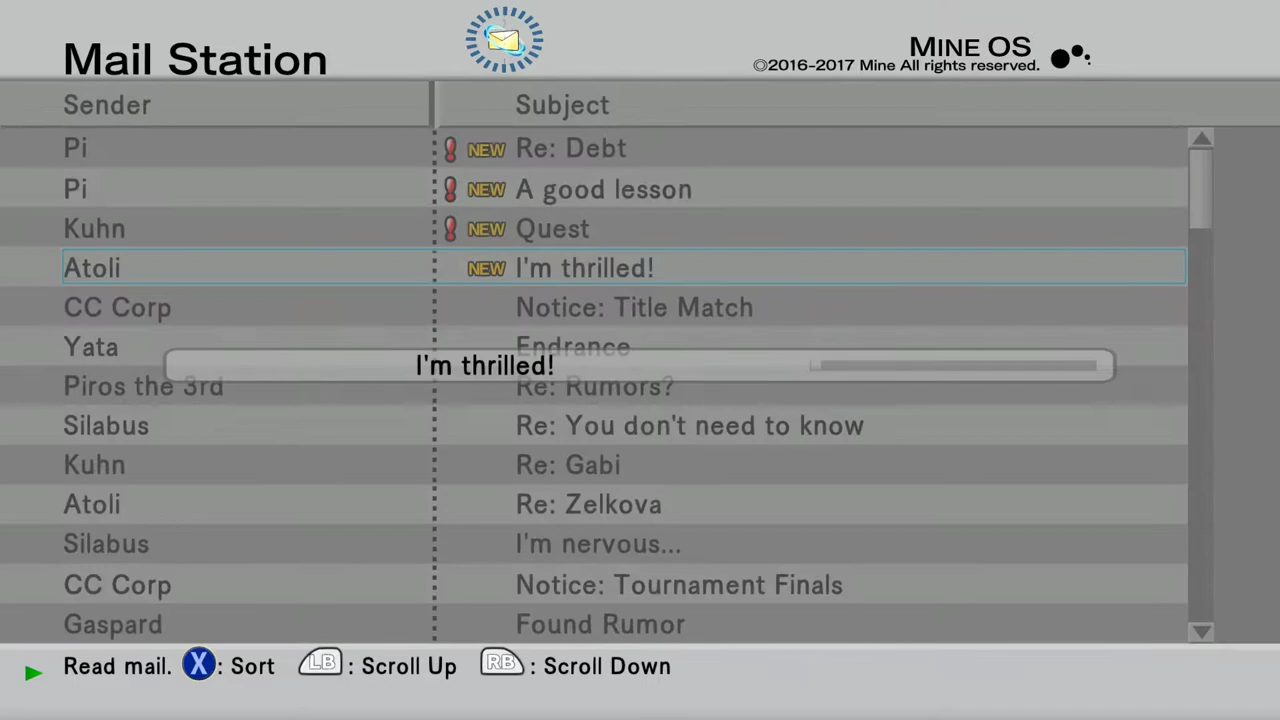 Mail Station
MINE OS
©2016-2017 Mine All rights reserved.
Sender Subject
Pi NEW Re: Debt
Pi NEW A good lesson
Kuhn NEW Quest
Atoli NEW I'm thrilled!
CC Corp Notice: Title Match
Yata Endrance
I'm thrilled!
Piros the 3rd Re: Rumors?
Silabus Re: You don't need to know
Kuhn Re: Gabi
Atoli Re: Zelkova
Silabus I'm nervous...
CC Corp Notice: Tournament Finals
Gaspard Found Rumor
Read mail. X : Sort LB : Scroll Up RB : Scroll Down